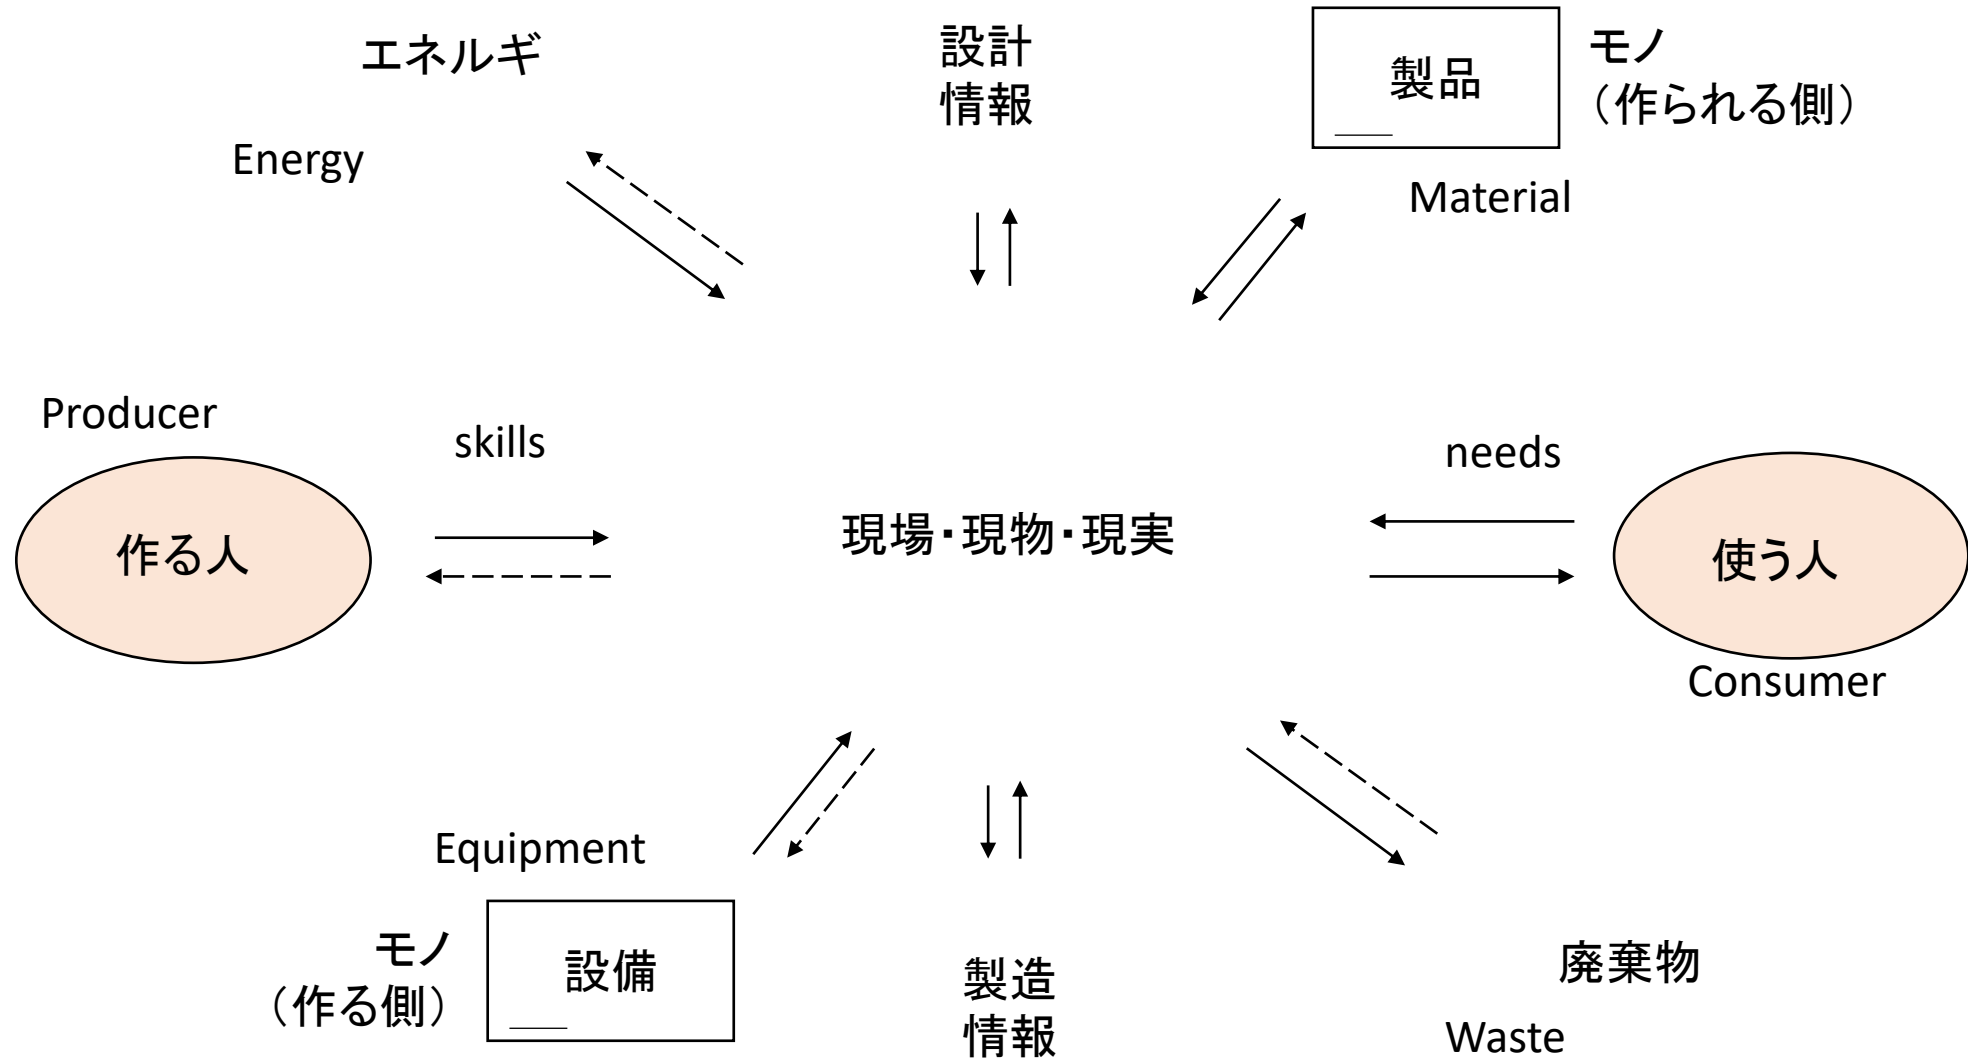 エネルギ
設計
情報
製品
モノ
（作られる側）
Energy
Material
Producer
skills
needs
作る人
現場・現物・現実
使う人
Consumer
Equipment
モノ
（作る側）
設備
製造
情報
廃棄物
Waste